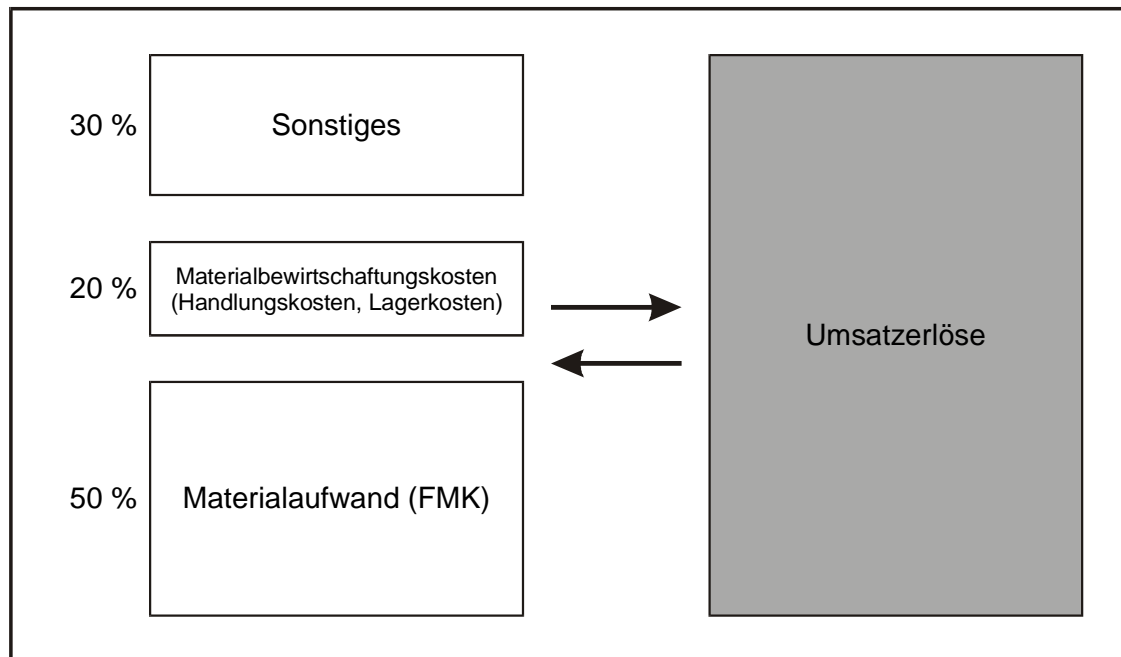 30 %
Sonstiges
20 %
Materialbewirtschaftungskosten
(Handlungskosten, Lagerkosten)
50 %
Materialaufwand (FMK)
Umsatzerlöse